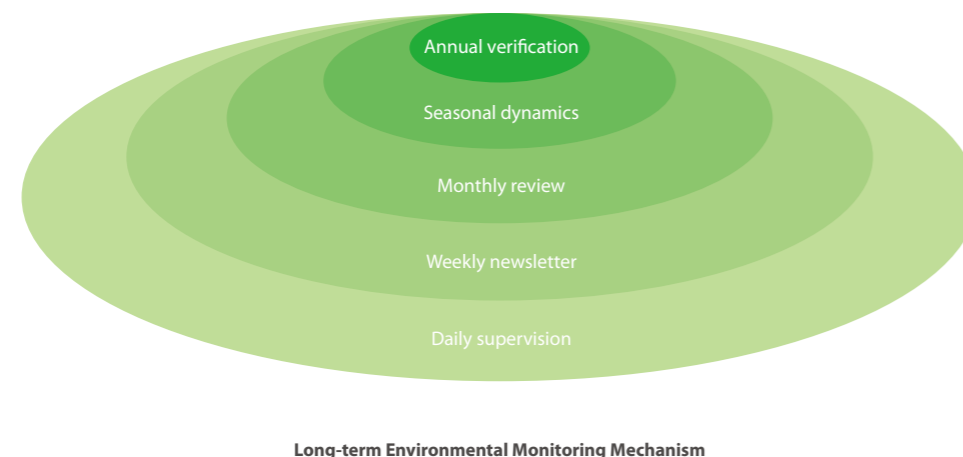 Annual verification
Seasonal dynamics
Monthly review
Weekly newsletter
Daily supervision
Long-term Environmental Monitoring Mechanism